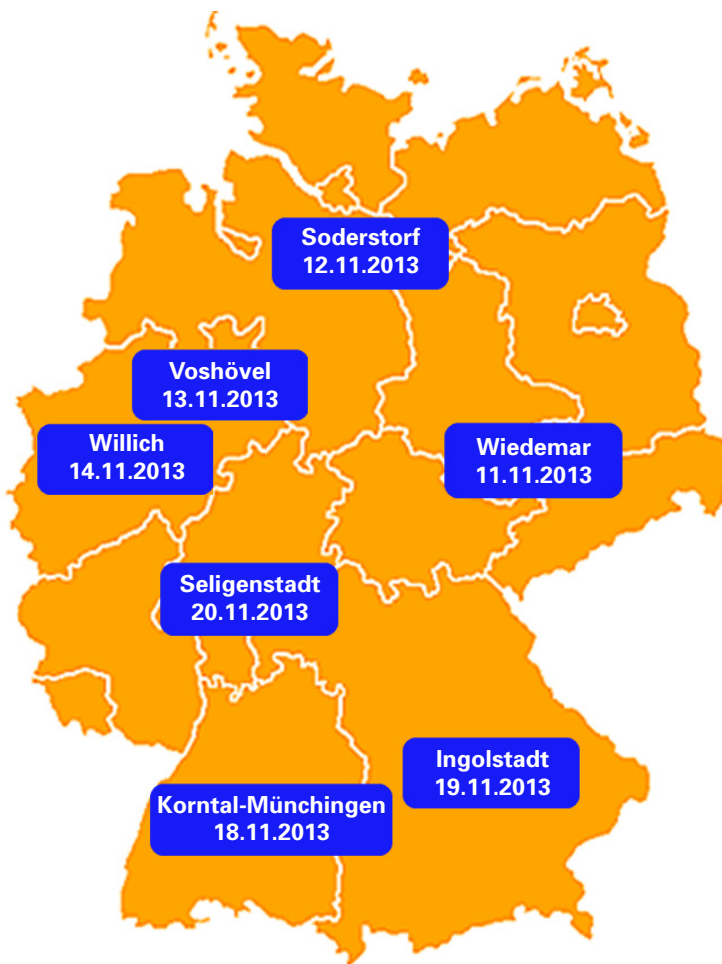 Soderstorf
12.11.2013
Voshövel
13.11.2013
Willich
14.11.2013
Wiedemar
11.11.2013
Seligenstadt
20.11.2013
Ingolstadt
19.11.2013
Korntal-Münchingen
18.11.2013